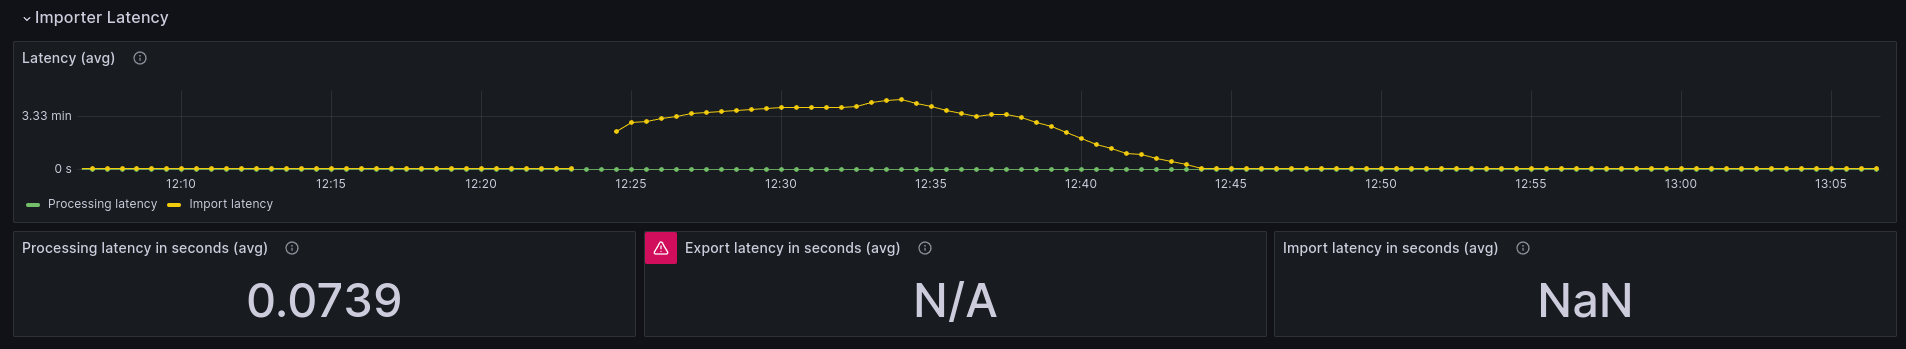 Importer Latency
Latency (avg)
3.33 min
0 s
12:10 12:15 12:20 12:25 12:30 12:35 12:40 12:45 12:50 12:55 13:00 13:05
Processing latency Import latency
Processing latency in seconds (avg)
0.0739
Export latency in seconds (avg)
N/A
Import latency in seconds (avg)
NaN